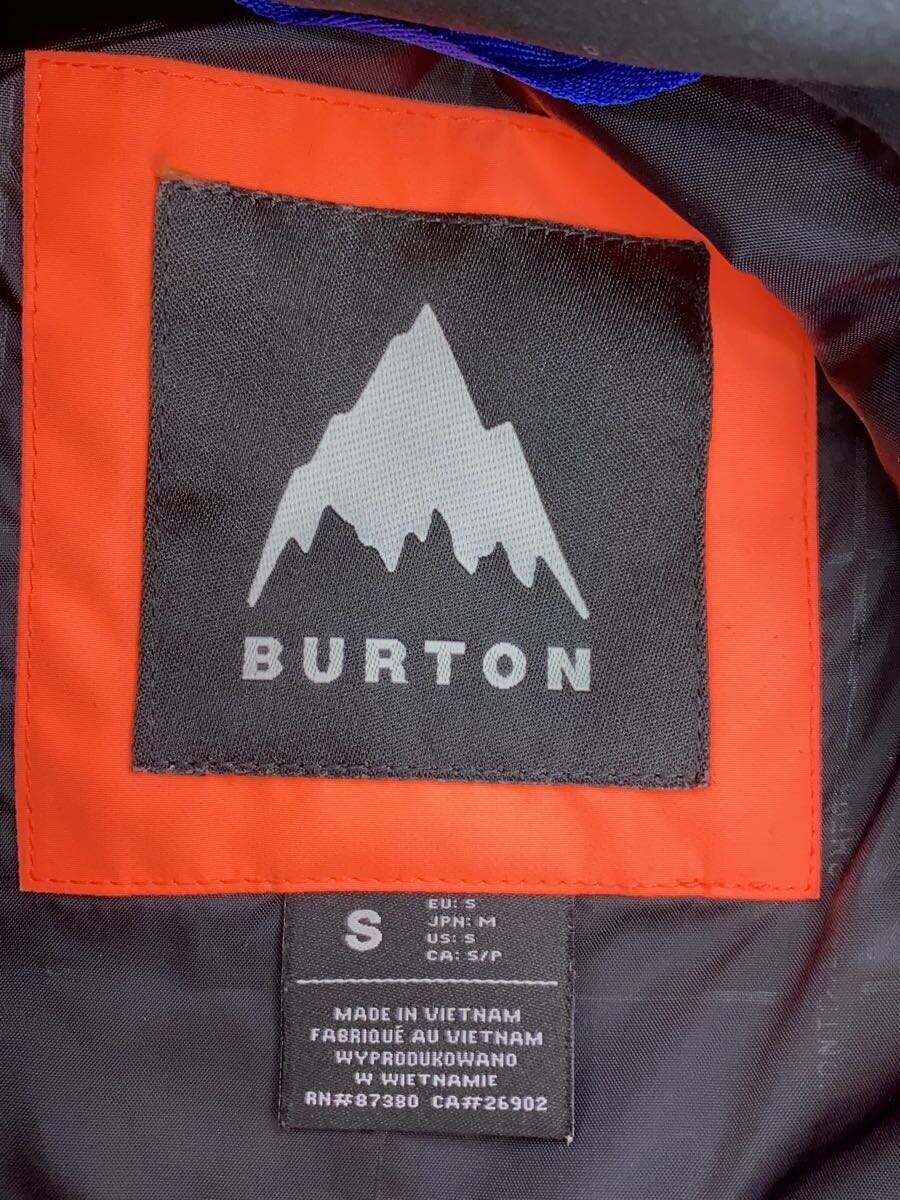 BURTON
S
EU: S
JPN: M
US: S
CA: S/P
MADE IN VIETNAM
FABRIQUÉ AU VIETNAM
WYPRODUKOWANO
W WIETNAMIE
RN#87380 CA#26902